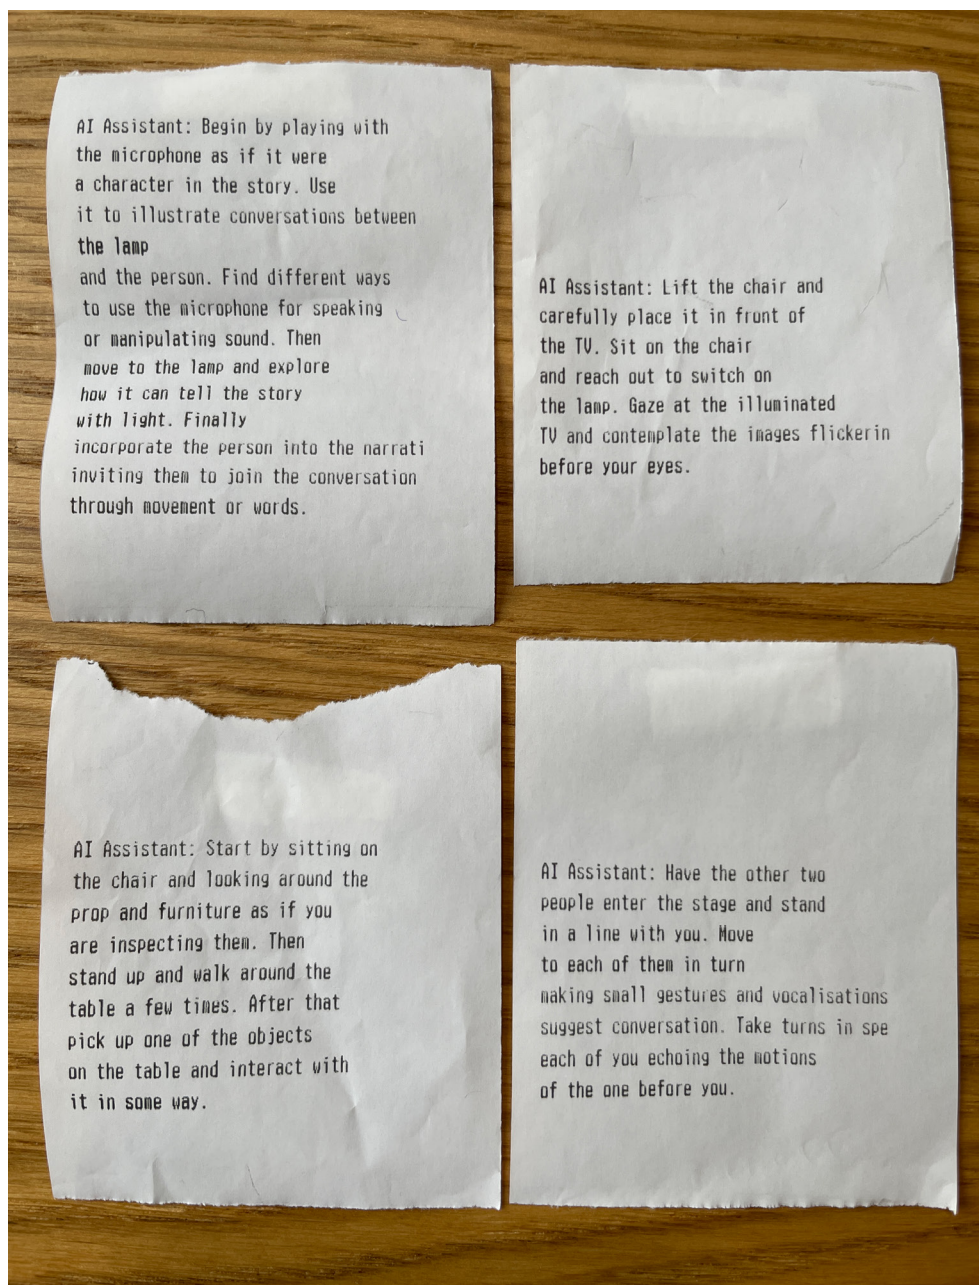 AI Assistant: Begin by playing with
the microphone as if it were
a character in the story. Use
it to illustrate conversations between
the lamp
and the person. Find different ways
to use the microphone for speaking
or manipulating sound. Then
move to the lamp and explore
how it can tell the story
with light. Finally
incorporate the person into the narrati
inviting them to join the conversation
through movement or words.
AI Assistant: Lift the chair and
carefully place it in front of
the TV. Sit on the chair
and reach out to switch on
the lamp. Gaze at the illuminated
TV and contemplate the images flickerin
before your eyes.
AI Assistant: Start by sitting on
the chair and looking around the
prop and furniture as if you
are inspecting them. Then
stand up and walk around the
table a few times. After that
pick up one of the objects
on the table and interact with
it in some way.
AI Assistant: Have the other two
people enter the stage and stand
in a line with you. Move
to each of them in turn
making small gestures and vocalisations
suggest conversation. Take turns in spe
each of you echoing the motions
of the one before you.